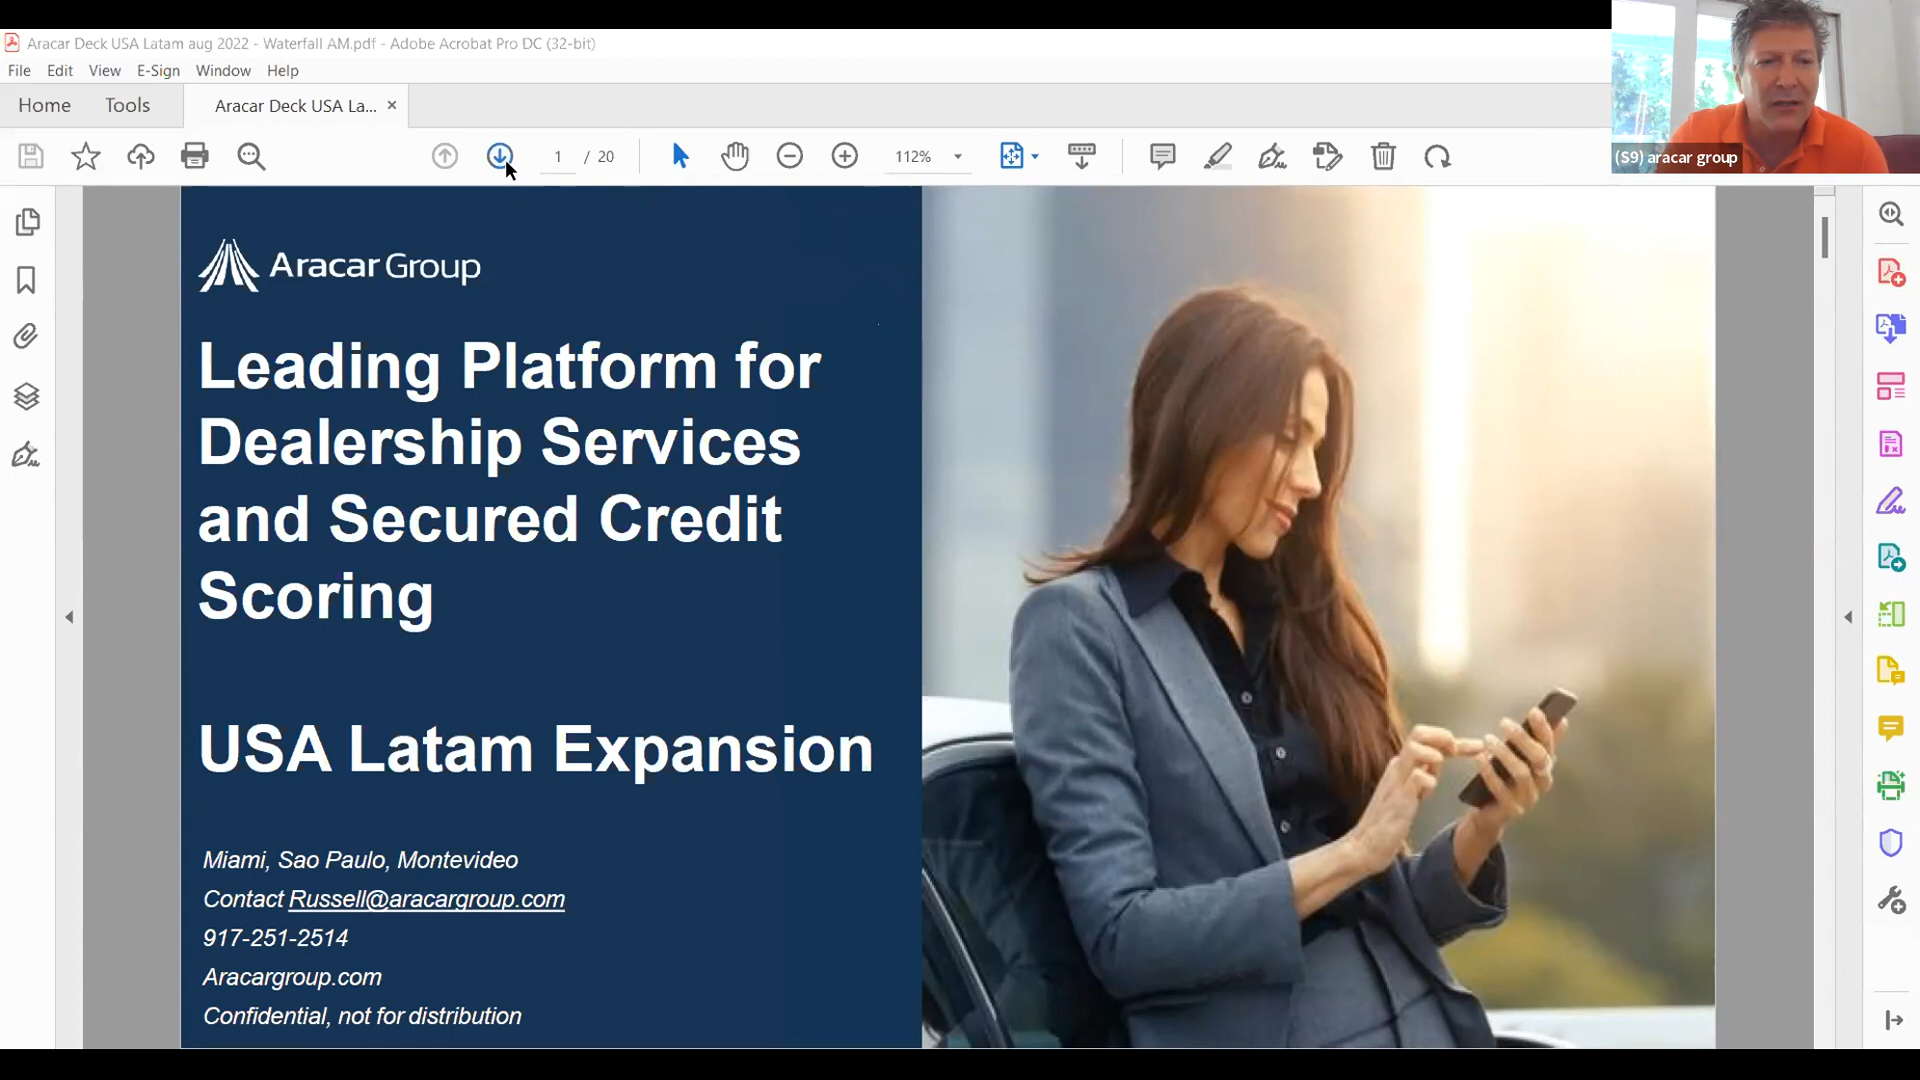 Aracar Deck USA Latam aug 2022 - Waterfall AM.pdf - Adobe Acrobat Pro DC (32-bit)
File Edit View E-Sign Window Help
Home Tools Aracar Deck USA La... ×
1 / 20 112%
(S9) aracar group
Aracar Group
Leading Platform for
Dealership Services
and Secured Credit
Scoring
USA Latam Expansion
Miami, Sao Paulo, Montevideo
Contact Russell@aracargroup.com
917-251-2514
Aracargroup.com
Confidential, not for distribution